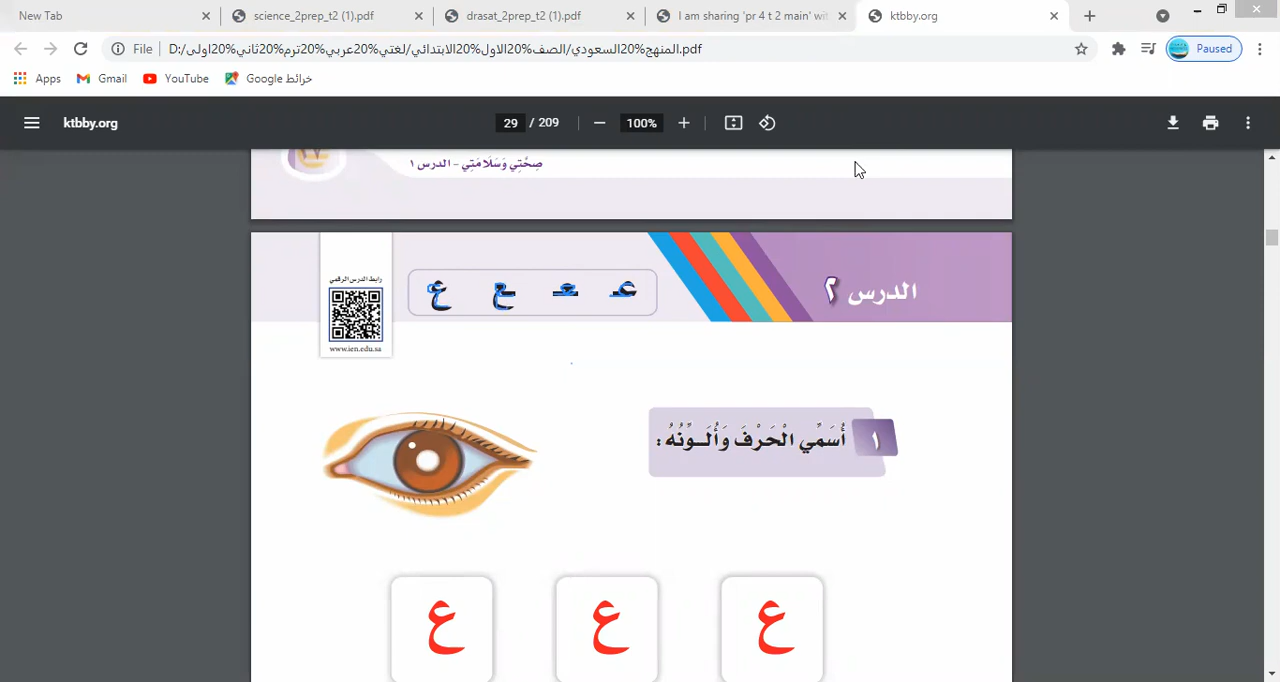 New Tab
science_2prep_t2 (1).pdf
drasat_2prep_t2 (1).pdf
I am sharing 'pr 4 t 2 main' wit
ktbby.org
File
D:/المنهج%20السعودي/الصف%20الاول%20الابتدائي/لغتي%20عربي%20ترم%20ثاني%20اولى.pdf
Paused
Apps
Gmail
YouTube
خرائط Google
ktbby.org
29 / 209
100%
صِحَّتِي وَسَلَامَتِي – الدرس ١
الدرس ٢
عـ ـعـ ـع ع
رابط الدرس الرقمي
www.ien.edu.sa
١ أُسَمِّي الْحَرْفَ وَأُلَـوِّنُهُ :
ع ع ع